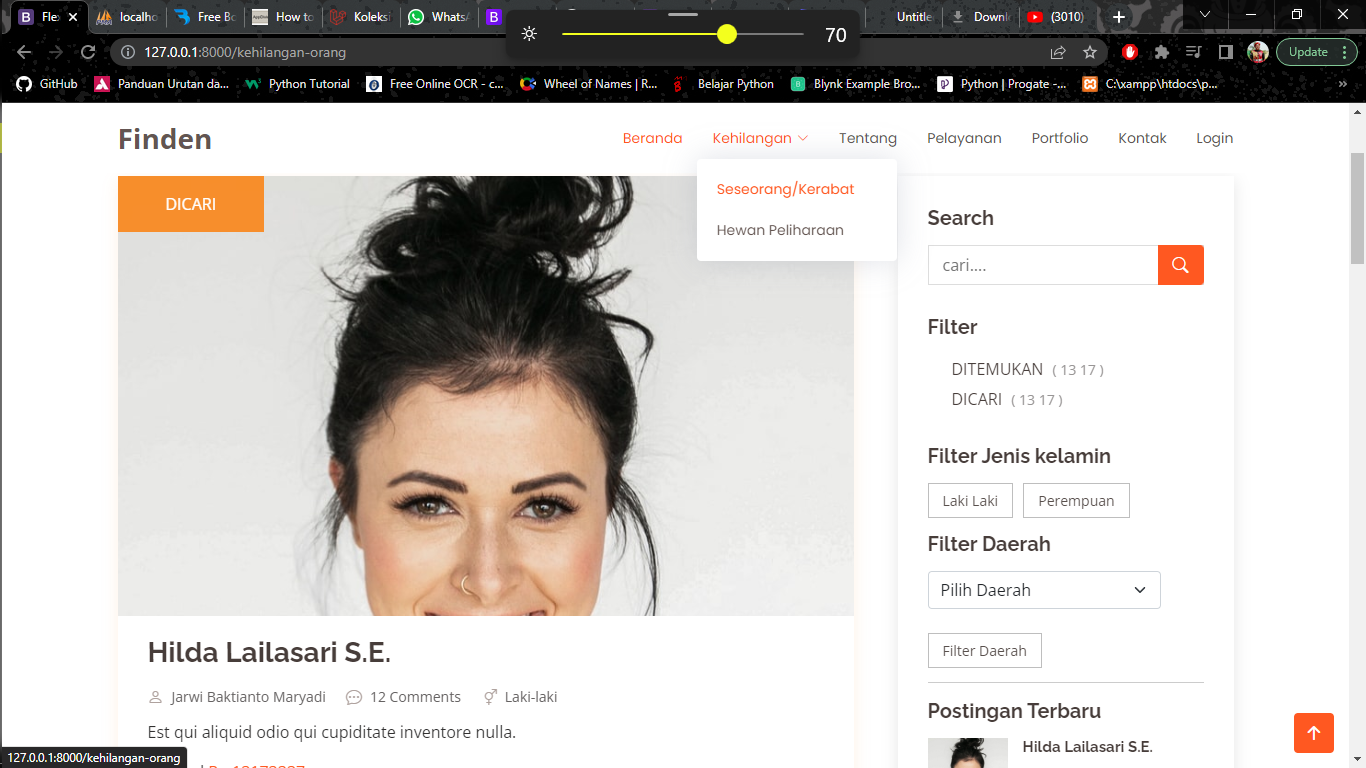 Fle
localho
Free Bo
How to
Koleksi
WhatsA
Untitle
Downl
(3010)
70
127.0.0.1:8000/kehilangan-orang
Update
GitHub
Panduan Urutan da...
Python Tutorial
Free Online OCR - c...
Wheel of Names | R...
Belajar Python
Blynk Example Bro...
Python | Progate -...
C:\xampp\htdocs\p...
Finden
Beranda
Kehilangan
Tentang
Pelayanan
Portfolio
Kontak
Login
Seseorang/Kerabat
Hewan Peliharaan
DICARI
Search
cari....
Filter
DITEMUKAN ( 13 17 )
DICARI ( 13 17 )
Filter Jenis kelamin
Laki Laki
Perempuan
Filter Daerah
Pilih Daerah
Filter Daerah
Hilda Lailasari S.E.
Jarwi Baktianto Maryadi
12 Comments
Laki-laki
Est qui aliquid odio qui cupiditate inventore nulla.
Postingan Terbaru
Hilda Lailasari S.E.
127.0.0.1:8000/kehilangan-orang